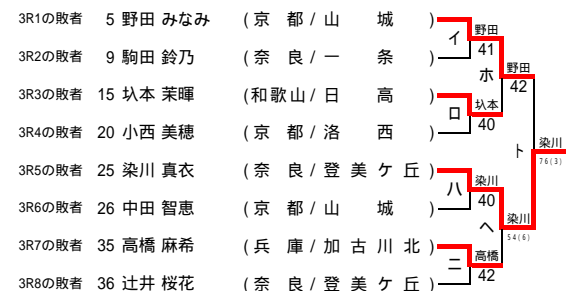 3R1の敗者 5 野田 みなみ (京 都 / 山 城 )
3R2の敗者 9 駒田 鈴乃 (奈 良 / 一 条 )
3R3の敗者 15 圦本 茉暉 (和歌山 / 日 高 )
3R4の敗者 20 小西 美穂 (京 都 / 洛 西 )
3R5の敗者 25 染川 真衣 (奈 良 / 登 美 ケ 丘 )
3R6の敗者 26 中田 智恵 (京 都 / 山 城 )
3R7の敗者 35 高橋 麻希 (兵 庫 / 加 古 川 北 )
3R8の敗者 36 辻井 桜花 (奈 良 / 登 美 ケ 丘 )
イ 野田
41
ロ 圦本
40
ハ 染川
40
ニ 高橋
42
ホ 野田
42
ヘ 染川
54(6)
ト 染川
76(3)